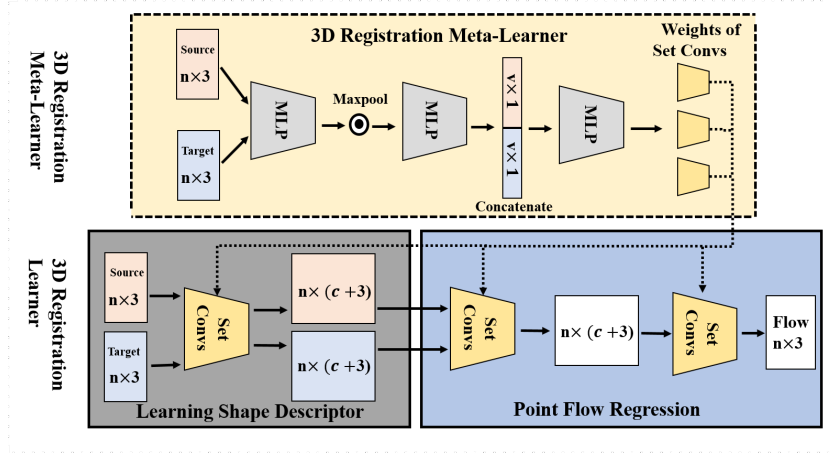 3D Registration
Meta-Learner
3D Registration Meta-Learner
Source
n×3
Target
n×3
MLP
Maxpool
MLP
v×1
v×1
Concatenate
MLP
Weights of
Set Convs
3D Registration
Learner
Source
n×3
Target
n×3
Set
Convs
n× (c +3)
n× (c +3)
Learning Shape Descriptor
Set
Convs
n× (c +3)
Set
Convs
Flow
n×3
Point Flow Regression